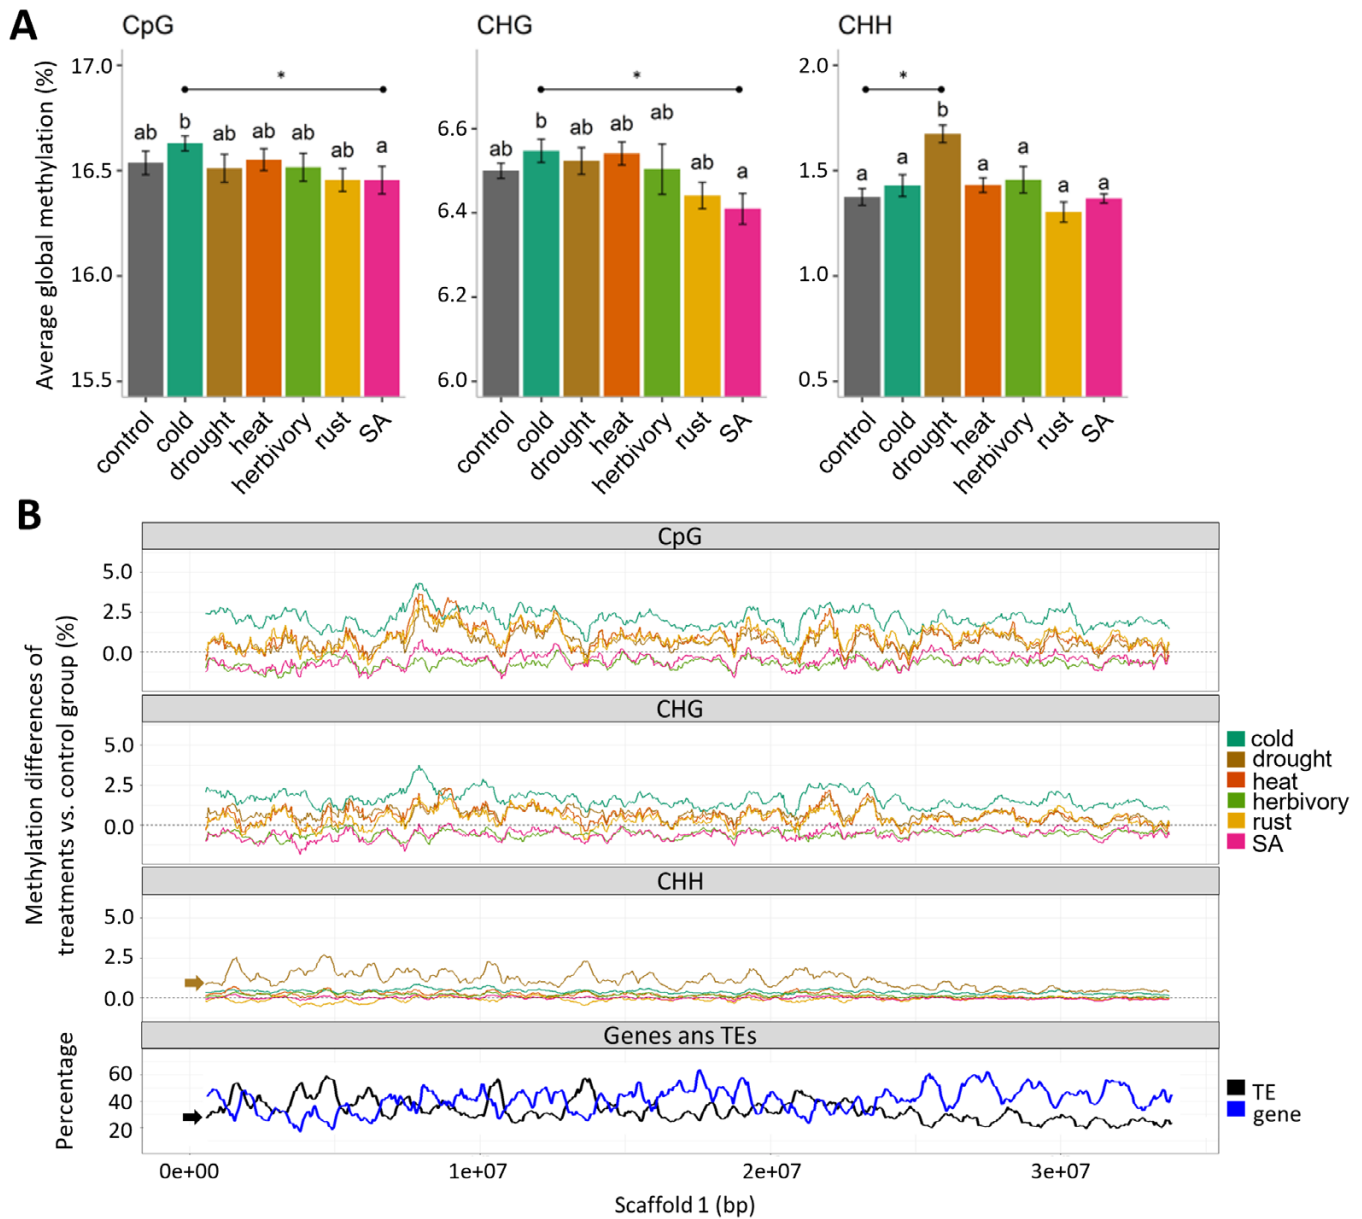 A
CpG
CHG
CHH
Average global methylation (%)
17.0
16.5
16.0
15.5
*
ab
b
ab
ab
ab
ab
a
control
cold
drought
heat
herbivory
rust
SA
6.6
6.4
6.2
6.0
*
ab
b
ab
ab
ab
ab
a
control
cold
drought
heat
herbivory
rust
SA
2.0
1.5
1.0
0.5
*
a
a
b
a
a
a
a
control
cold
drought
heat
herbivory
rust
SA
B
Methylation differences of
treatments vs. control group (%)
CpG
5.0
2.5
0.0
CHG
5.0
2.5
0.0
CHH
5.0
2.5
0.0
cold
drought
heat
herbivory
rust
SA
Genes ans TEs
Percentage
60
40
20
TE
gene
0e+00
1e+07
2e+07
3e+07
Scaffold 1 (bp)